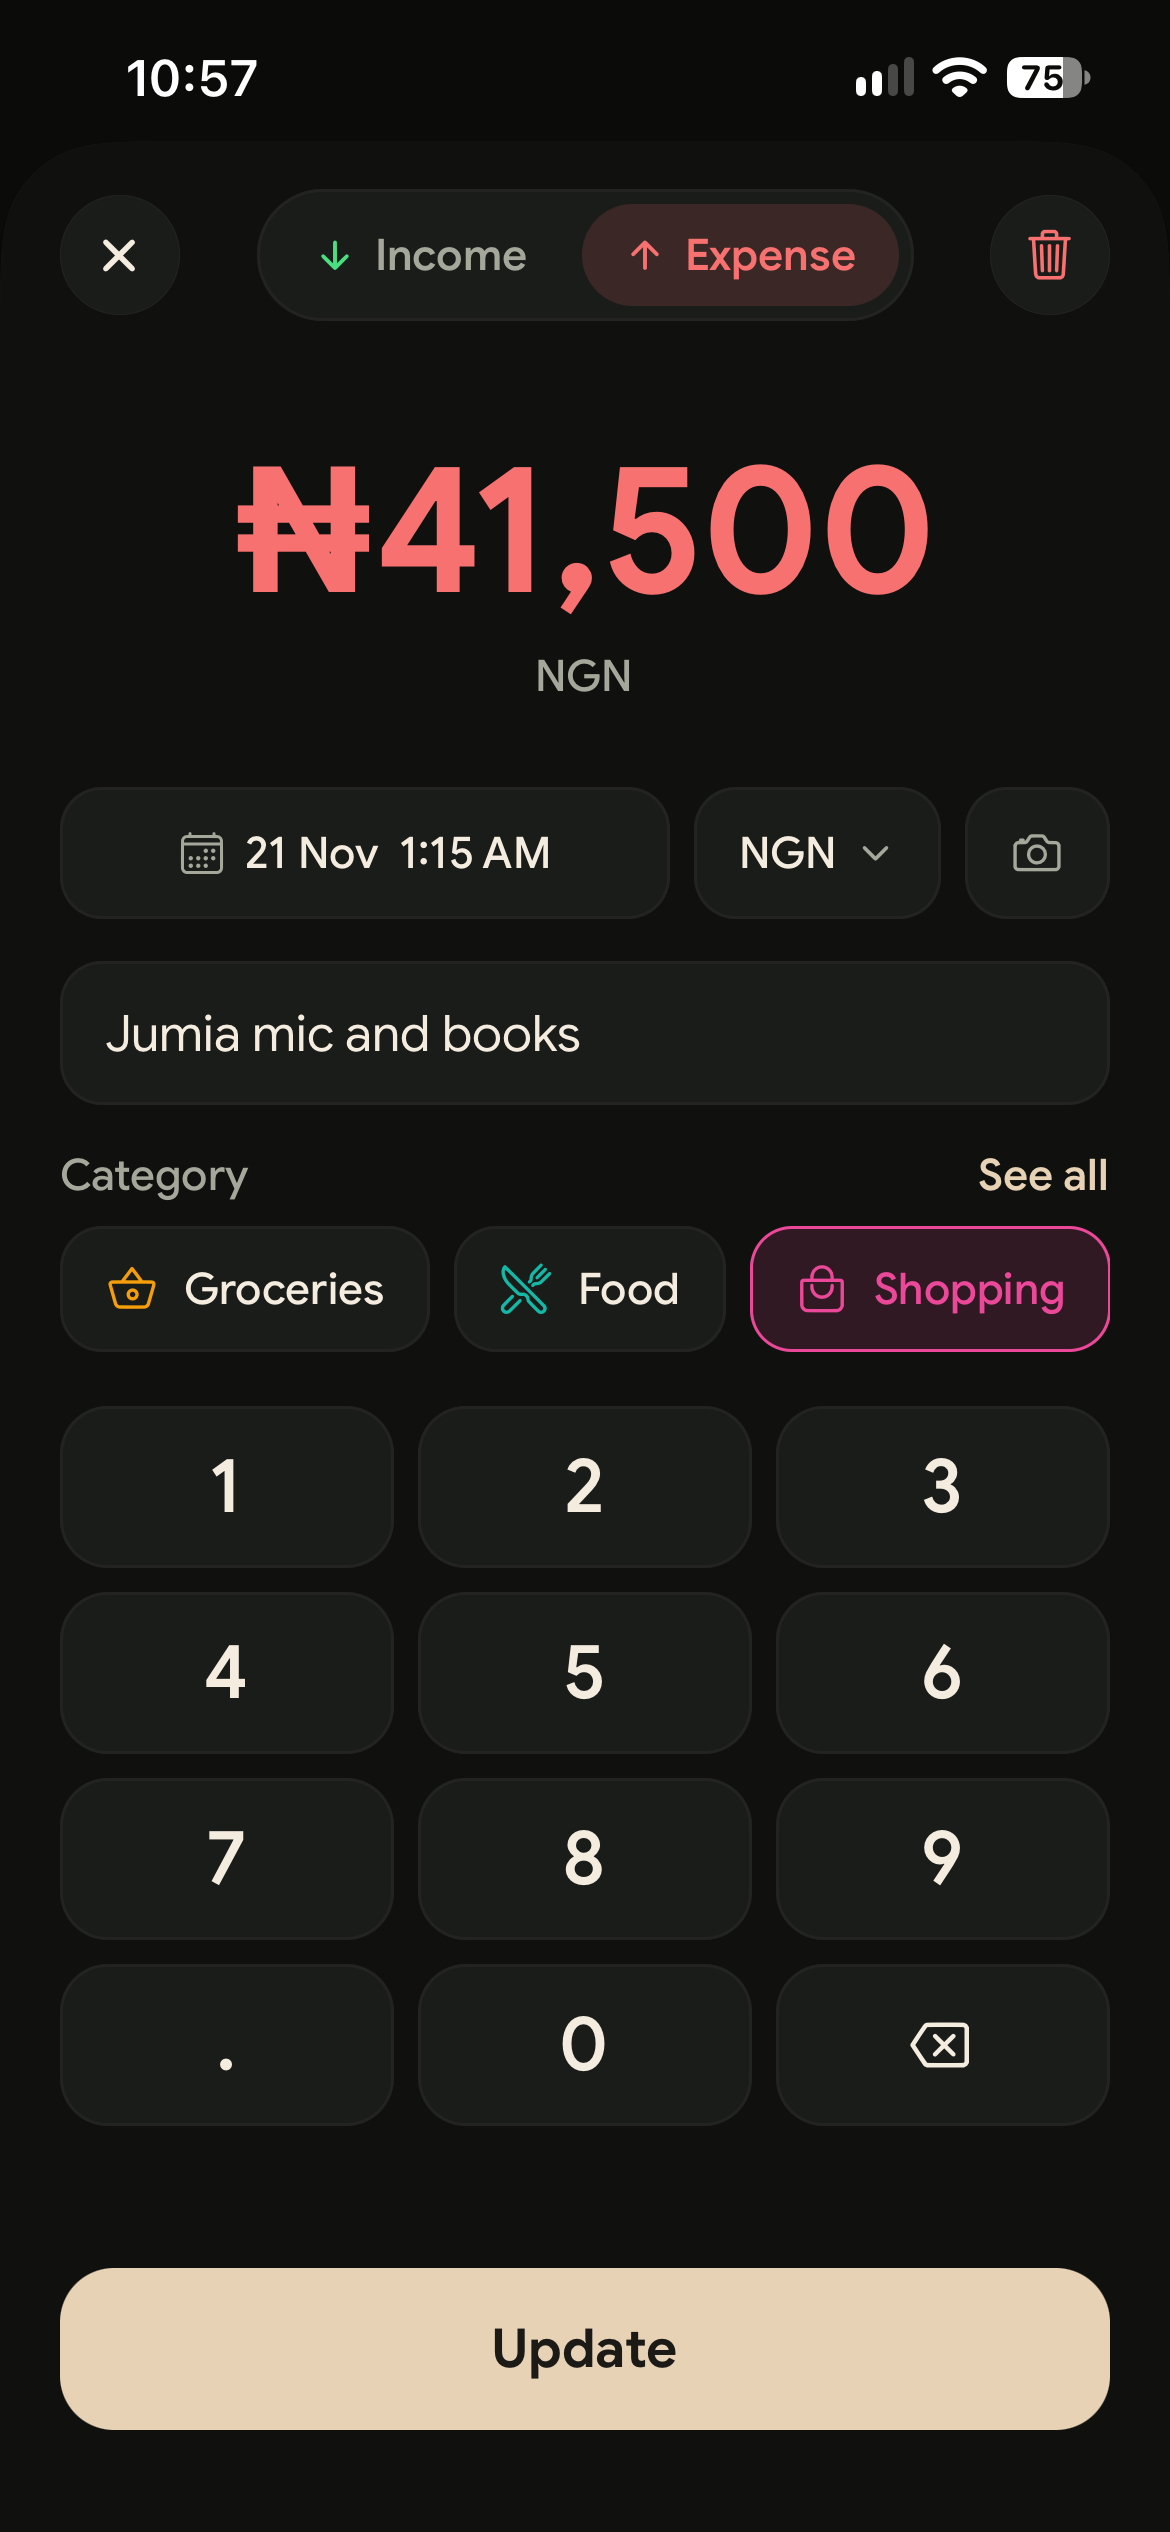 10:57 75
Income Expense
₦41,500
NGN
21 Nov 1:15 AM NGN
Jumia mic and books
Category See all
Groceries Food Shopping
1 2 3
4 5 6
7 8 9
. 0
Update